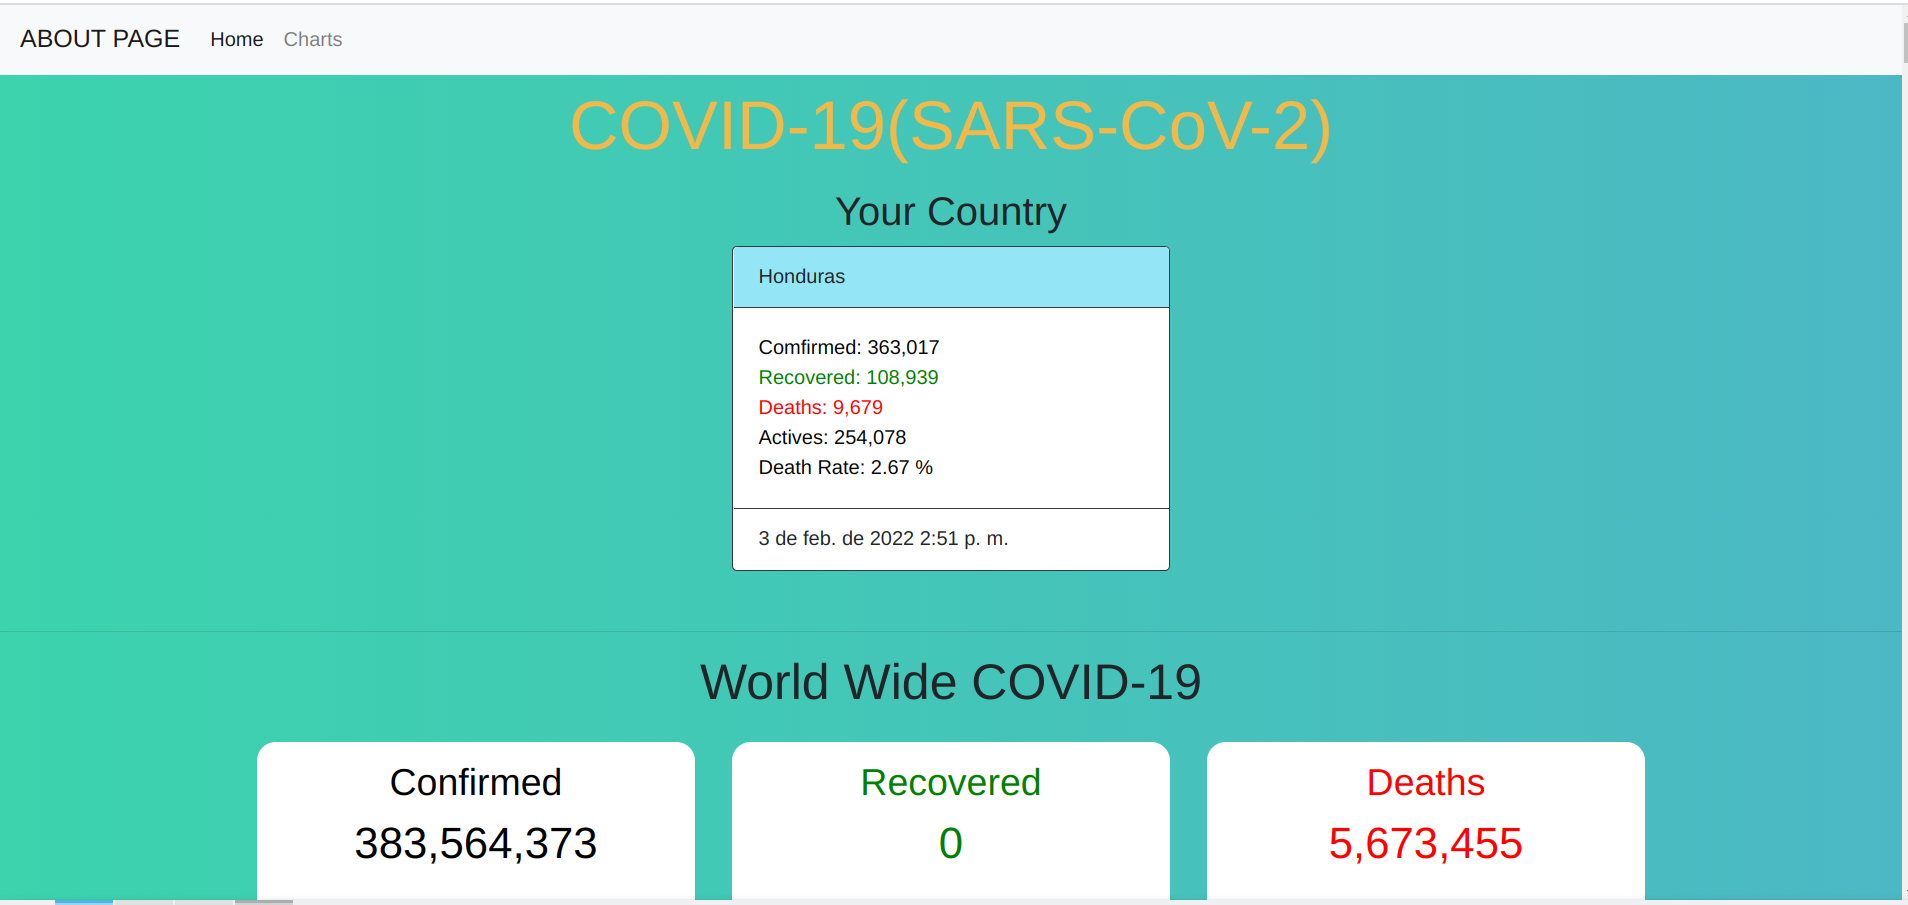 ABOUT PAGE Home Charts
COVID-19(SARS-CoV-2)
Your Country
Honduras
Comfirmed: 363,017
Recovered: 108,939
Deaths: 9,679
Actives: 254,078
Death Rate: 2.67 %
3 de feb. de 2022 2:51 p. m.
World Wide COVID-19
Confirmed Recovered Deaths
383,564,373 0 5,673,455